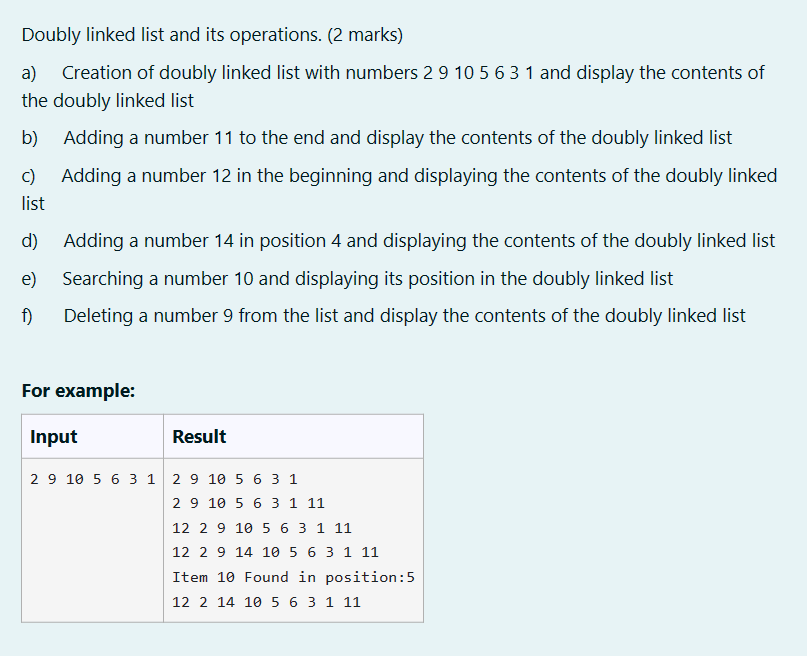 Doubly linked list and its operations. (2 marks)
a) Creation of doubly linked list with numbers 2 9 10 5 6 3 1 and display the contents of
the doubly linked list
b) Adding a number 11 to the end and display the contents of the doubly linked list
c) Adding a number 12 in the beginning and displaying the contents of the doubly linked
list
d) Adding a number 14 in position 4 and displaying the contents of the doubly linked list
e) Searching a number 10 and displaying its position in the doubly linked list
f) Deleting a number 9 from the list and display the contents of the doubly linked list
For example:
Input Result
2 9 10 5 6 3 1 2 9 10 5 6 3 1
2 9 10 5 6 3 1 11
12 2 9 10 5 6 3 1 11
12 2 9 14 10 5 6 3 1 11
Item 10 Found in position:5
12 2 14 10 5 6 3 1 11